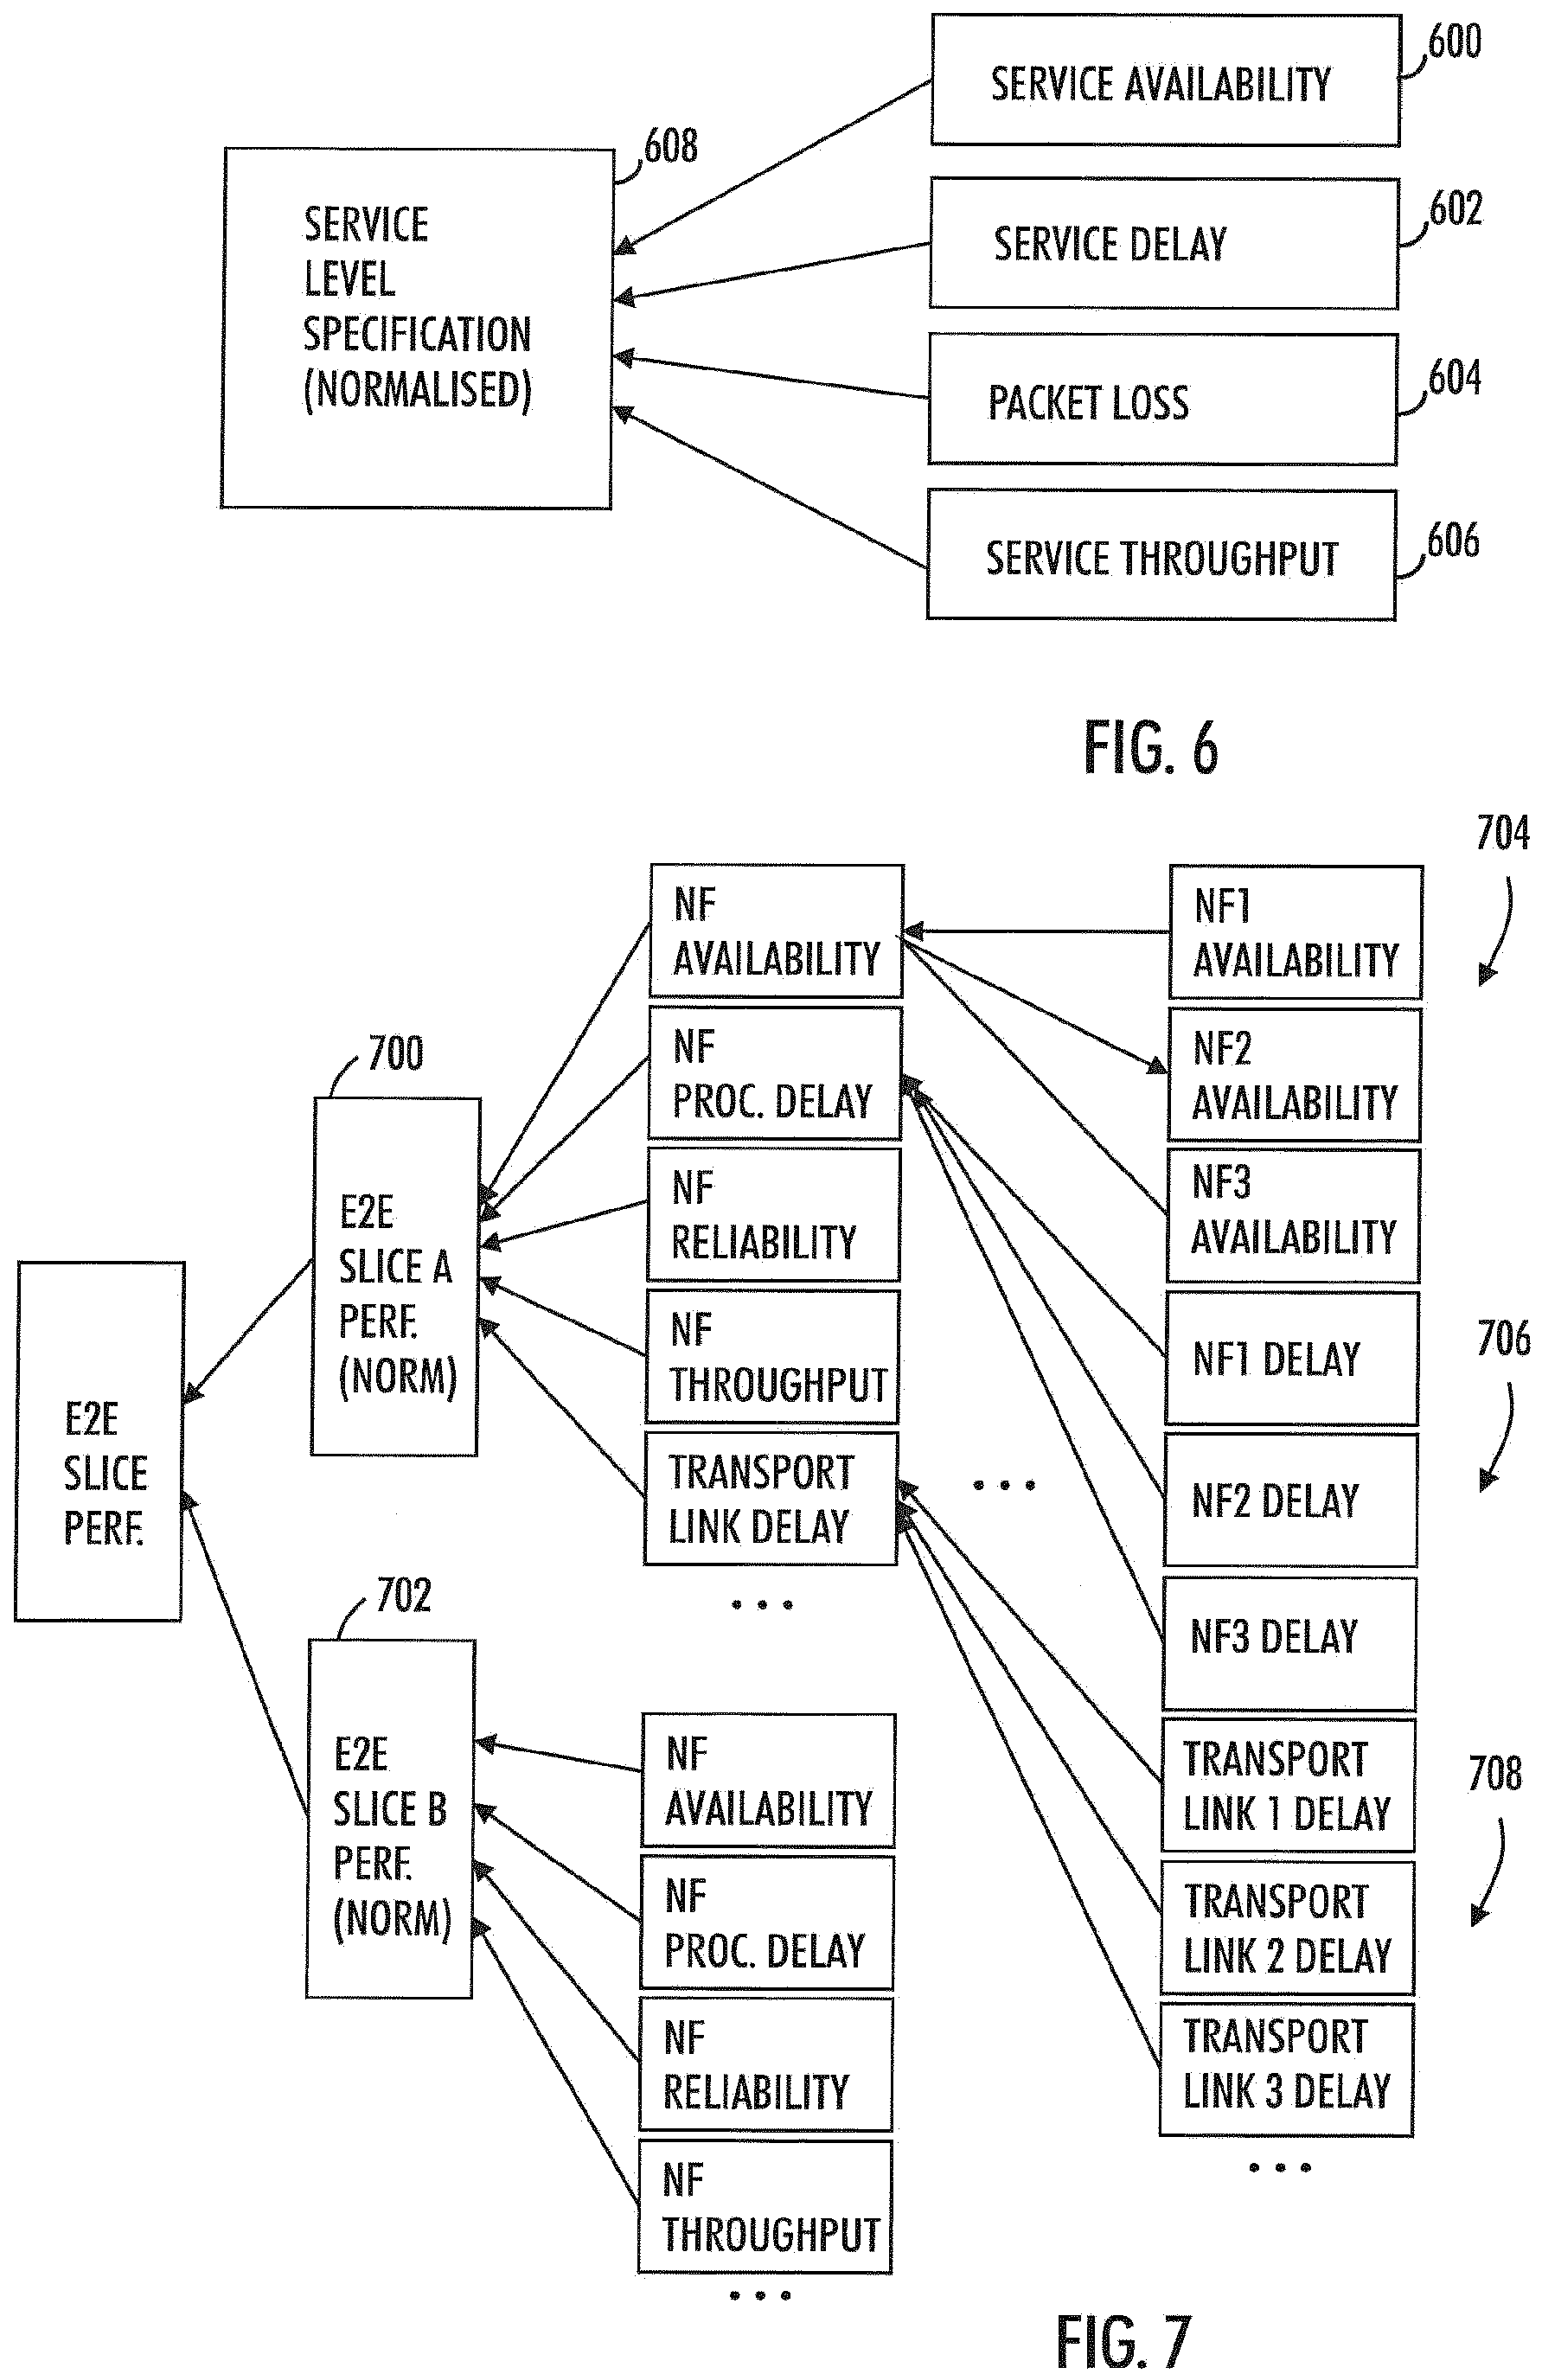 600
SERVICE AVAILABILITY
608
SERVICE
LEVEL
SPECIFICATION
(NORMALISED)
602
SERVICE DELAY
604
PACKET LOSS
606
SERVICE THROUGHPUT
FIG. 6
704
NF
AVAILABILITY
NF1
AVAILABILITY
700
NF
PROC. DELAY
NF2
AVAILABILITY
E2E
SLICE A
PERF.
(NORM)
NF
RELIABILITY
NF3
AVAILABILITY
NF
THROUGHPUT
NF1 DELAY
706
E2E
SLICE
PERF.
TRANSPORT
LINK DELAY
...
NF2 DELAY
702
...
NF3 DELAY
E2E
SLICE B
PERF.
(NORM)
NF
AVAILABILITY
TRANSPORT
LINK 1 DELAY
708
NF
PROC. DELAY
TRANSPORT
LINK 2 DELAY
NF
RELIABILITY
TRANSPORT
LINK 3 DELAY
...
NF
THROUGHPUT
...
FIG. 7